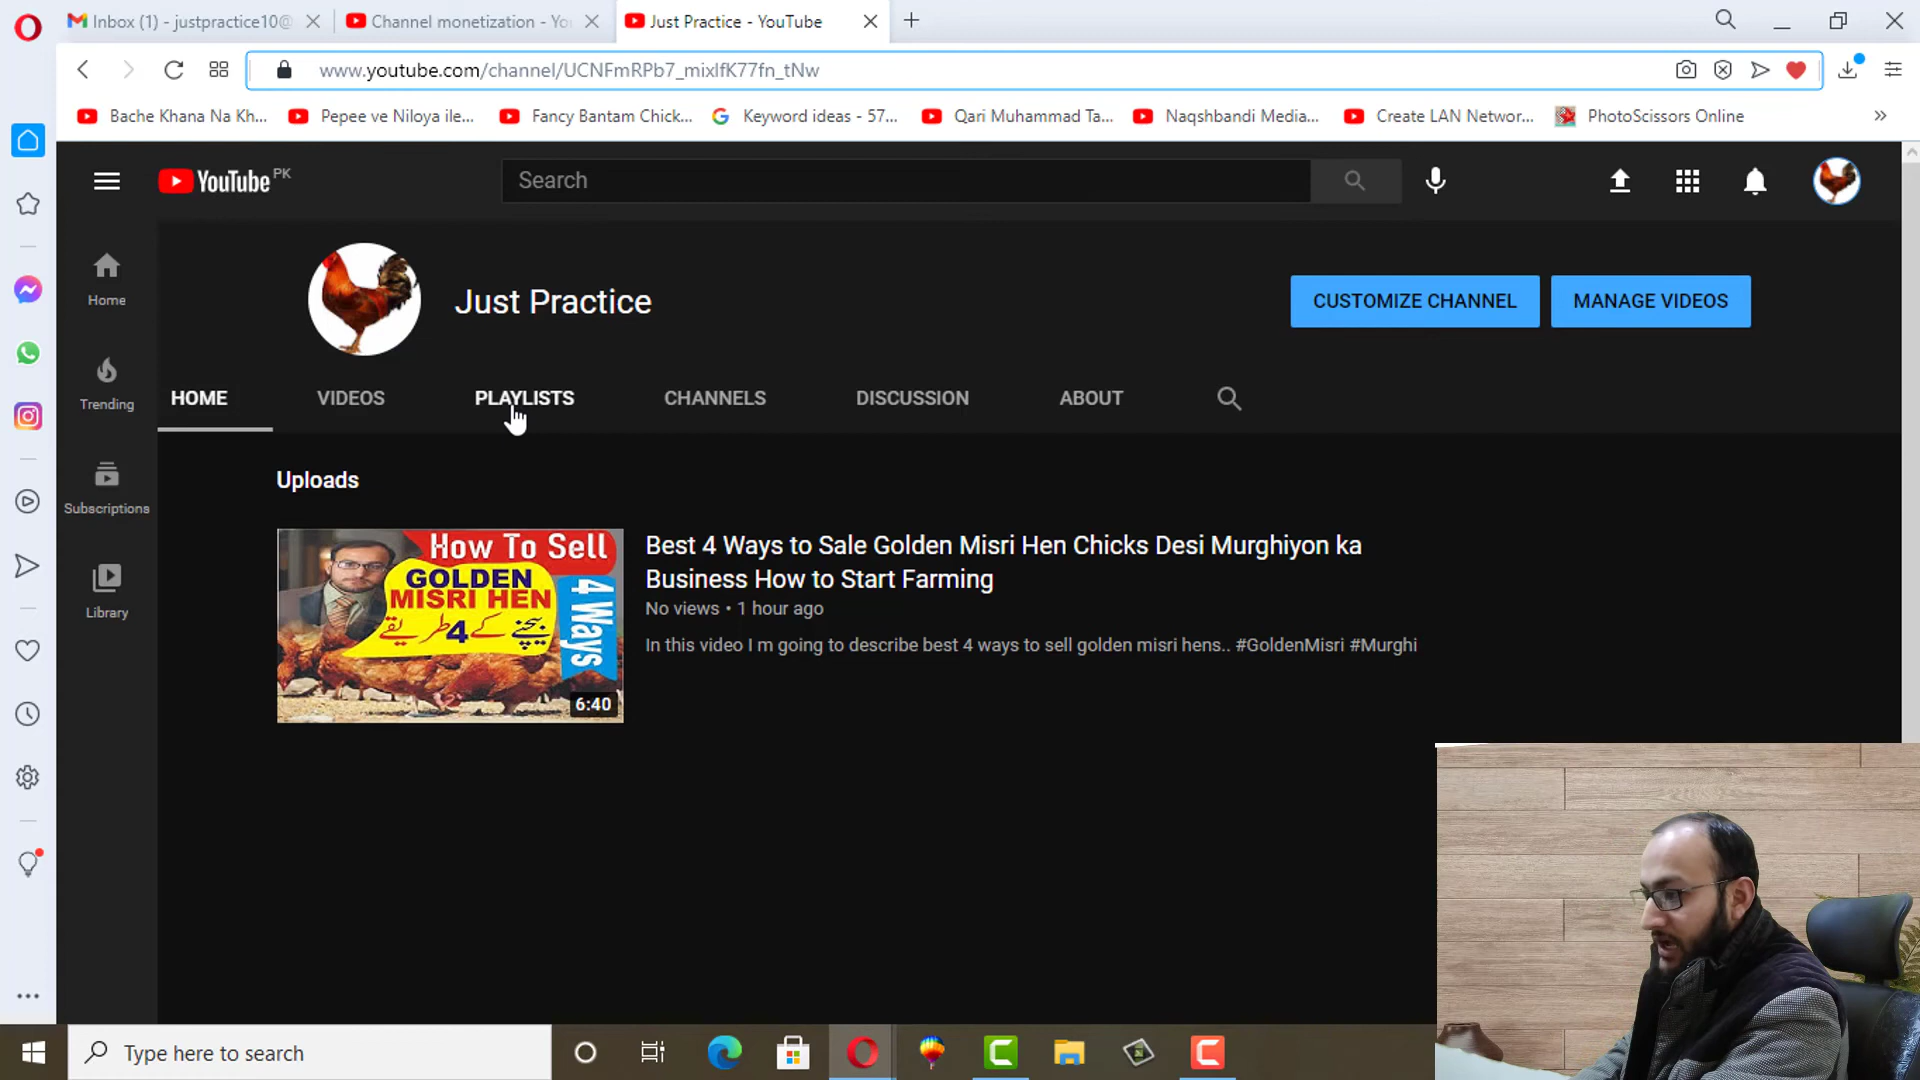 Inbox (1) - justpractice10@
Channel monetization - Yo
Just Practice - YouTube
www.youtube.com/channel/UCNFmRPb7_mixlfK77fn_tNw
Bache Khana Na Kh...
Pepee ve Niloya ile...
Fancy Bantam Chick...
Keyword ideas - 57...
Qari Muhammad Ta...
Naqshbandi Media...
Create LAN Networ...
PhotoScissors Online
YouTube PK
Search
Home
Trending
Subscriptions
Library
Just Practice
CUSTOMIZE CHANNEL
MANAGE VIDEOS
HOME
VIDEOS
PLAYLISTS
CHANNELS
DISCUSSION
ABOUT
Uploads
How To Sell
GOLDEN
MISRI HEN
بیچنے کے 4 طریقے
4 Ways
6:40
Best 4 Ways to Sale Golden Misri Hen Chicks Desi Murghiyon ka
Business How to Start Farming
No views • 1 hour ago
In this video I m going to describe best 4 ways to sell golden misri hens.. #GoldenMisri #Murghi
Type here to search